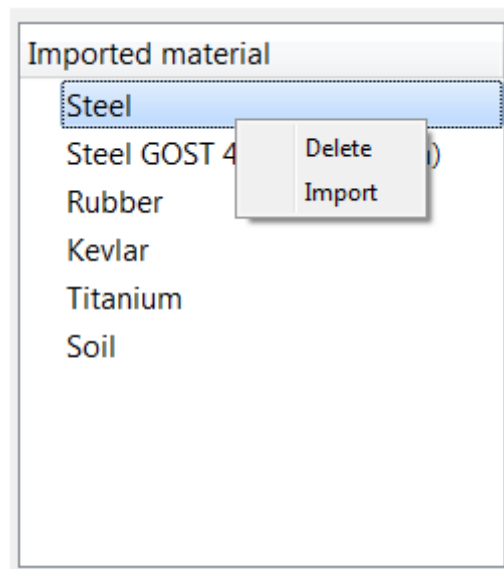 Imported material
Steel
Steel GOST 4
Delete
Import
Rubber
Kevlar
Titanium
Soil